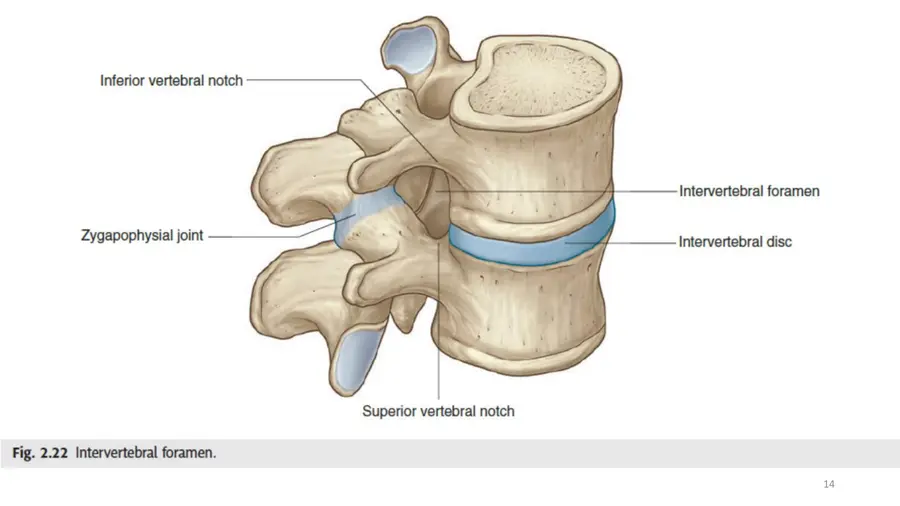 Inferior vertebral notch
Intervertebral foramen
Zygapophysial joint
Intervertebral disc
Superior vertebral notch
Fig. 2.22 Intervertebral foramen.
14